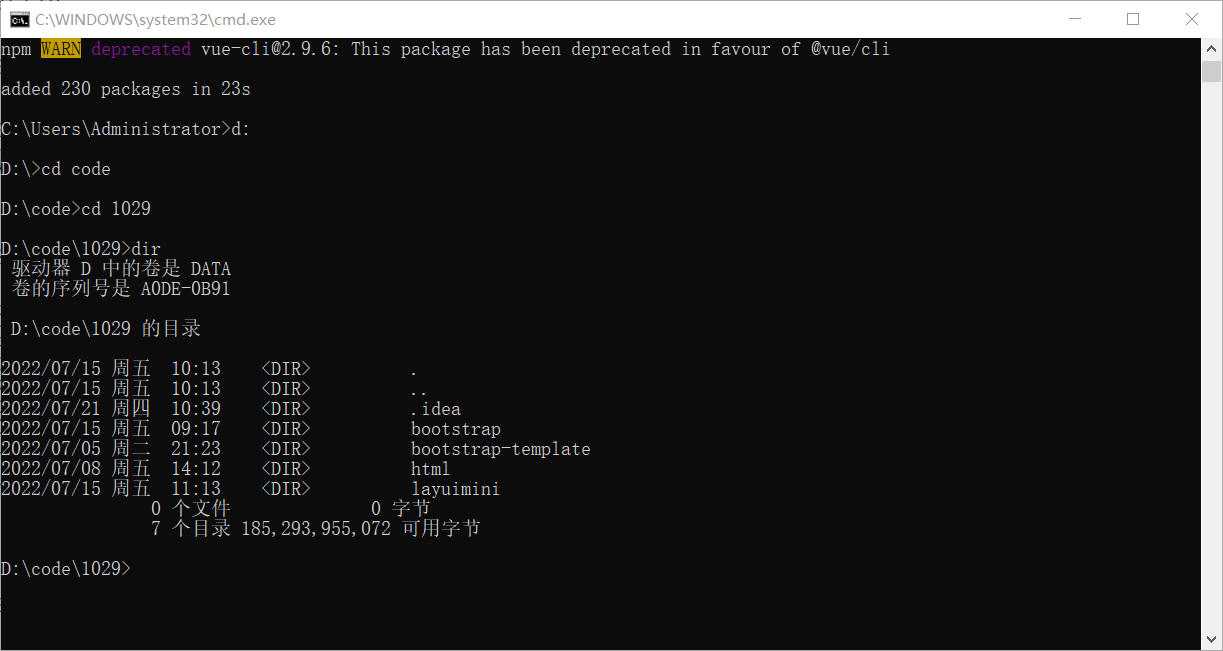 C:\WINDOWS\system32\cmd.exe
npm WARN deprecated vue-cli@2.9.6: This package has been deprecated in favour of @vue/cli
added 230 packages in 23s
C:\Users\Administrator>d:
D:\>cd code
D:\code>cd 1029
D:\code\1029>dir
驱动器 D 中的卷是 DATA
卷的序列号是 A0DE-0B91
D:\code\1029 的目录
2022/07/15 周五  10:13    <DIR>          .
2022/07/15 周五  10:13    <DIR>          ..
2022/07/21 周四  10:39    <DIR>          .idea
2022/07/15 周五  09:17    <DIR>          bootstrap
2022/07/05 周二  21:23    <DIR>          bootstrap-template
2022/07/08 周五  14:12    <DIR>          html
2022/07/15 周五  11:13    <DIR>          layuimini
0 个文件              0 字节
7 个目录 185,293,955,072 可用字节
D:\code\1029>